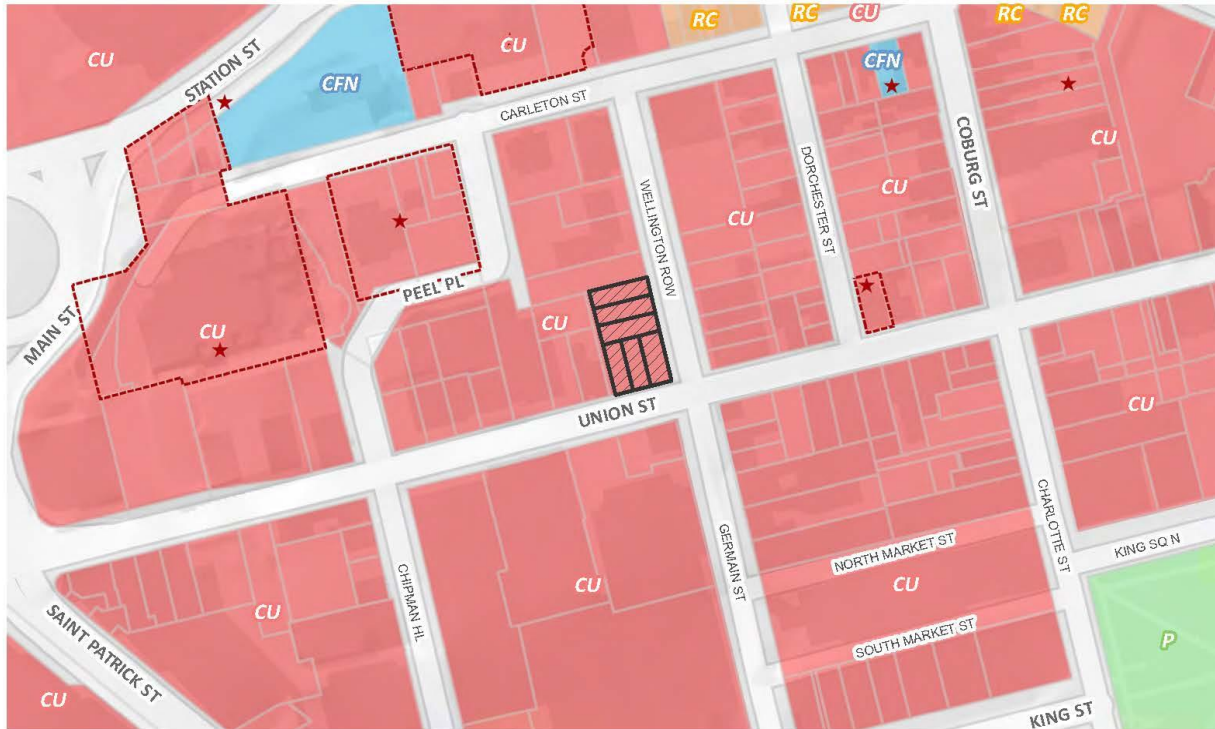 RC
RC
CU
RC
RC
CU
STATION ST
CU
CFN
CFN
CARLETON ST
COBURG ST
CU
DORCHESTER ST
WELLINGTON ROW
CU
CU
PEEL PL
MAIN ST
CU
CU
UNION ST
CU
CHARLOTTE ST
KING SQ N
GERMAIN ST
NORTH MARKET ST
CHIPMAN HL
CU
CU
CU
SAINT PATRICK ST
SOUTH MARKET ST
P
CU
KING ST